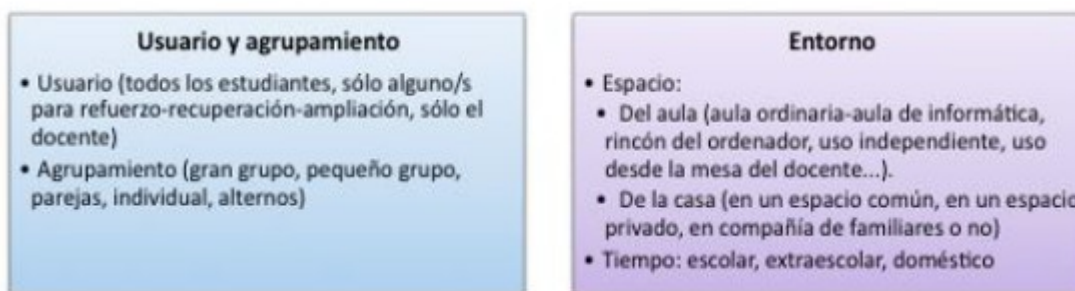 Usuario y agrupamiento
• Usuario (todos los estudiantes, sólo alguno/s
para refuerzo-recuperación-ampliación, sólo el
docente)
• Agrupamiento (gran grupo, pequeño grupo,
parejas, individual, alternos)
Entorno
• Espacio:
• Del aula (aula ordinaria-aula de informática,
rincón del ordenador, uso independiente, uso
desde la mesa del docente...).
• De la casa (en un espacio común, en un espacio
privado, en compañía de familiares o no)
• Tiempo: escolar, extraescolar, doméstico